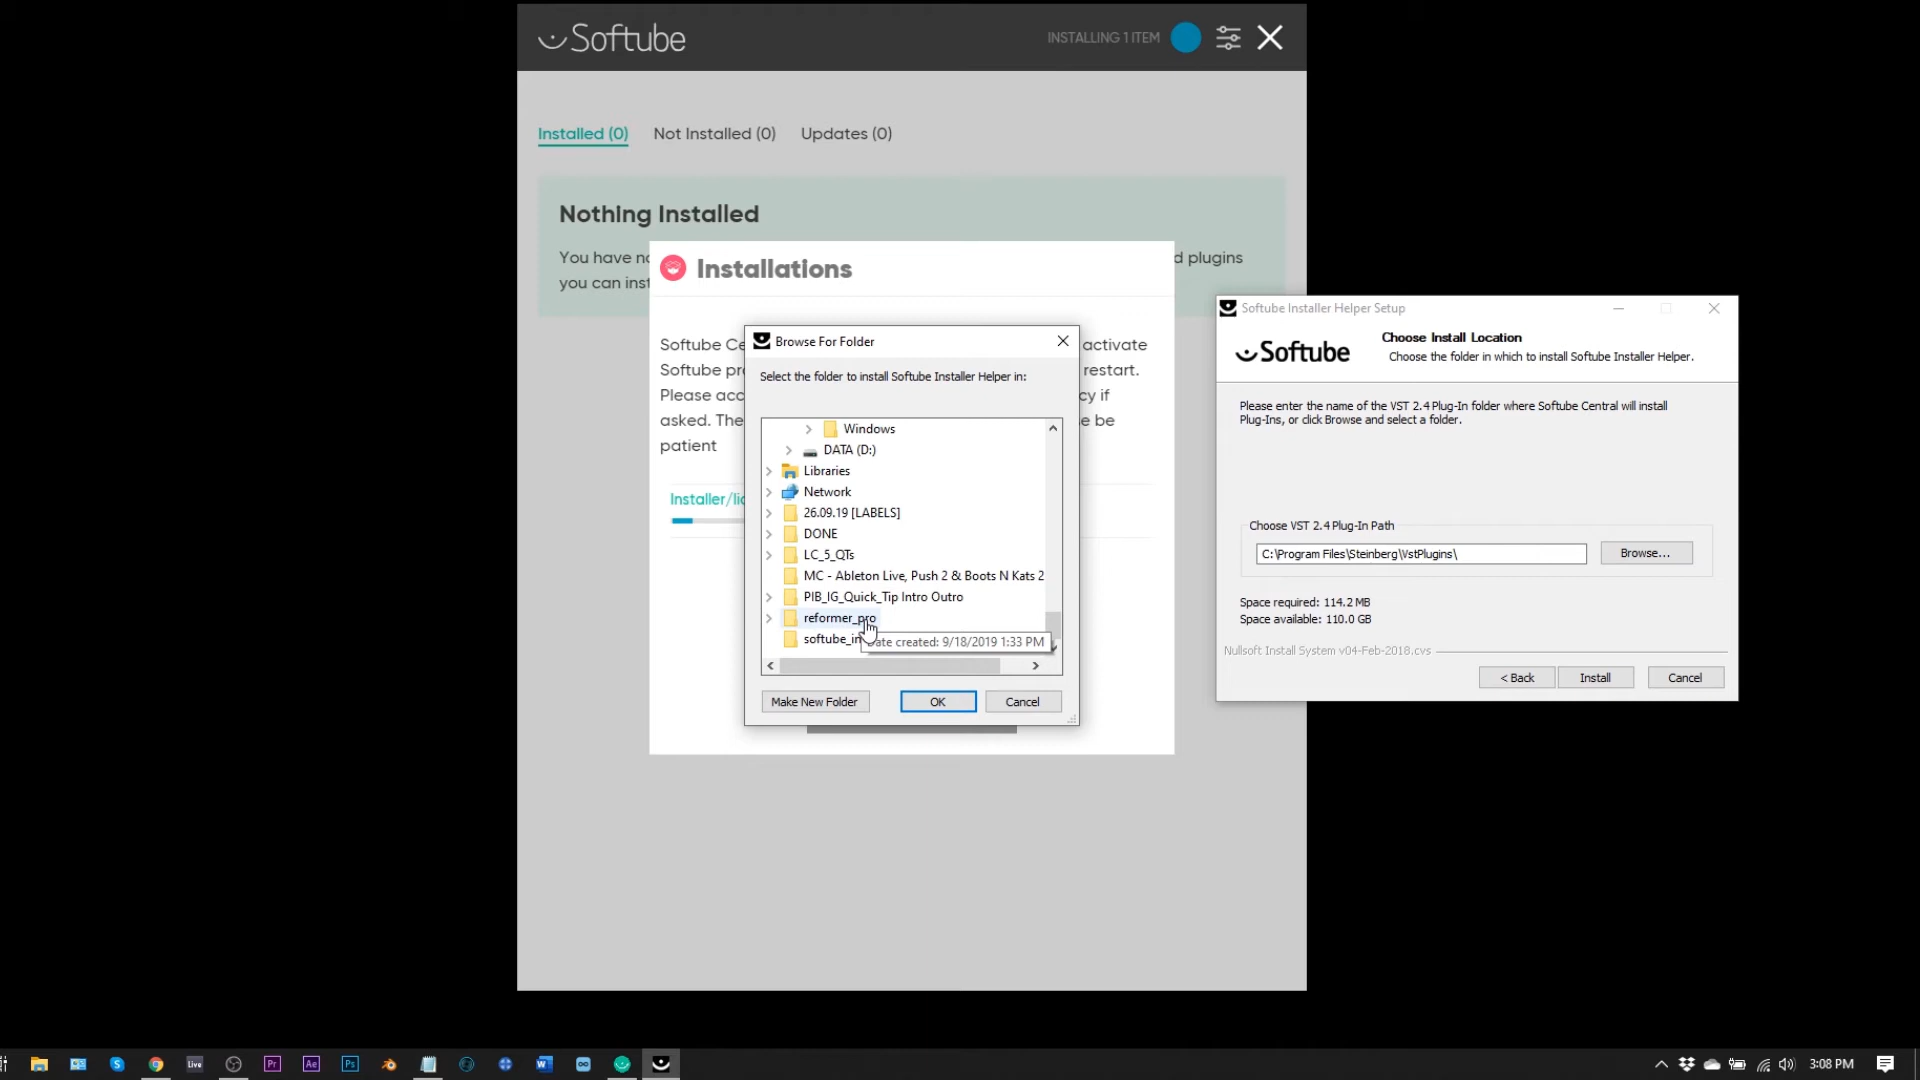 Softube
INSTALLING 1 ITEM
Installed (0)
Not Installed (0)
Updates (0)
Nothing Installed
You have
d plugins
you can
Installations
Softube
activate
Softube
restart.
Please
if
asked. The
be
patient
Browse For Folder
Select the folder to install Softube Installer Helper in:
Windows
DATA (D:)
Libraries
Network
26.09.19 [LABELS]
DONE
LC_5_QTs
MC - Ableton Live, Push 2 & Boots N Kats 2
PIB_IG_Quick_Tip Intro Outro
reformer_pro
softube_in
Date created: 9/18/2019 1:33 PM
Make New Folder
OK
Cancel
Softube Installer Helper Setup
Softube
Choose Install Location
Choose the folder in which to install Softube Installer Helper.
Please enter the name of the VST 2.4 Plug-In folder where Softube Central will install
Plug-Ins, or click Browse and select a folder.
Choose VST 2.4 Plug-In Path
C:\Program Files\Steinberg\VstPlugins\
Browse...
Space required: 114.2 MB
Space available: 110.0 GB
Nullsoft Install System v04-Feb-2018.cvs
< Back
Install
Cancel
Live
Pr
Ae
Ps
3:08 PM